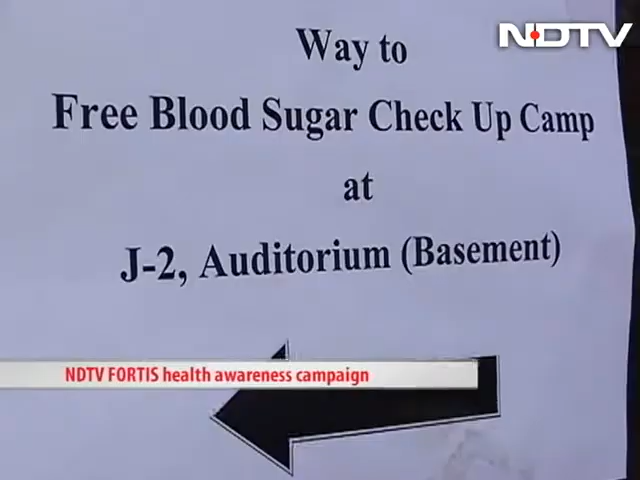 NDTV
Way to
Free Blood Sugar Check Up Camp
at
J-2, Auditorium (Basement)
NDTV FORTIS health awareness campaign